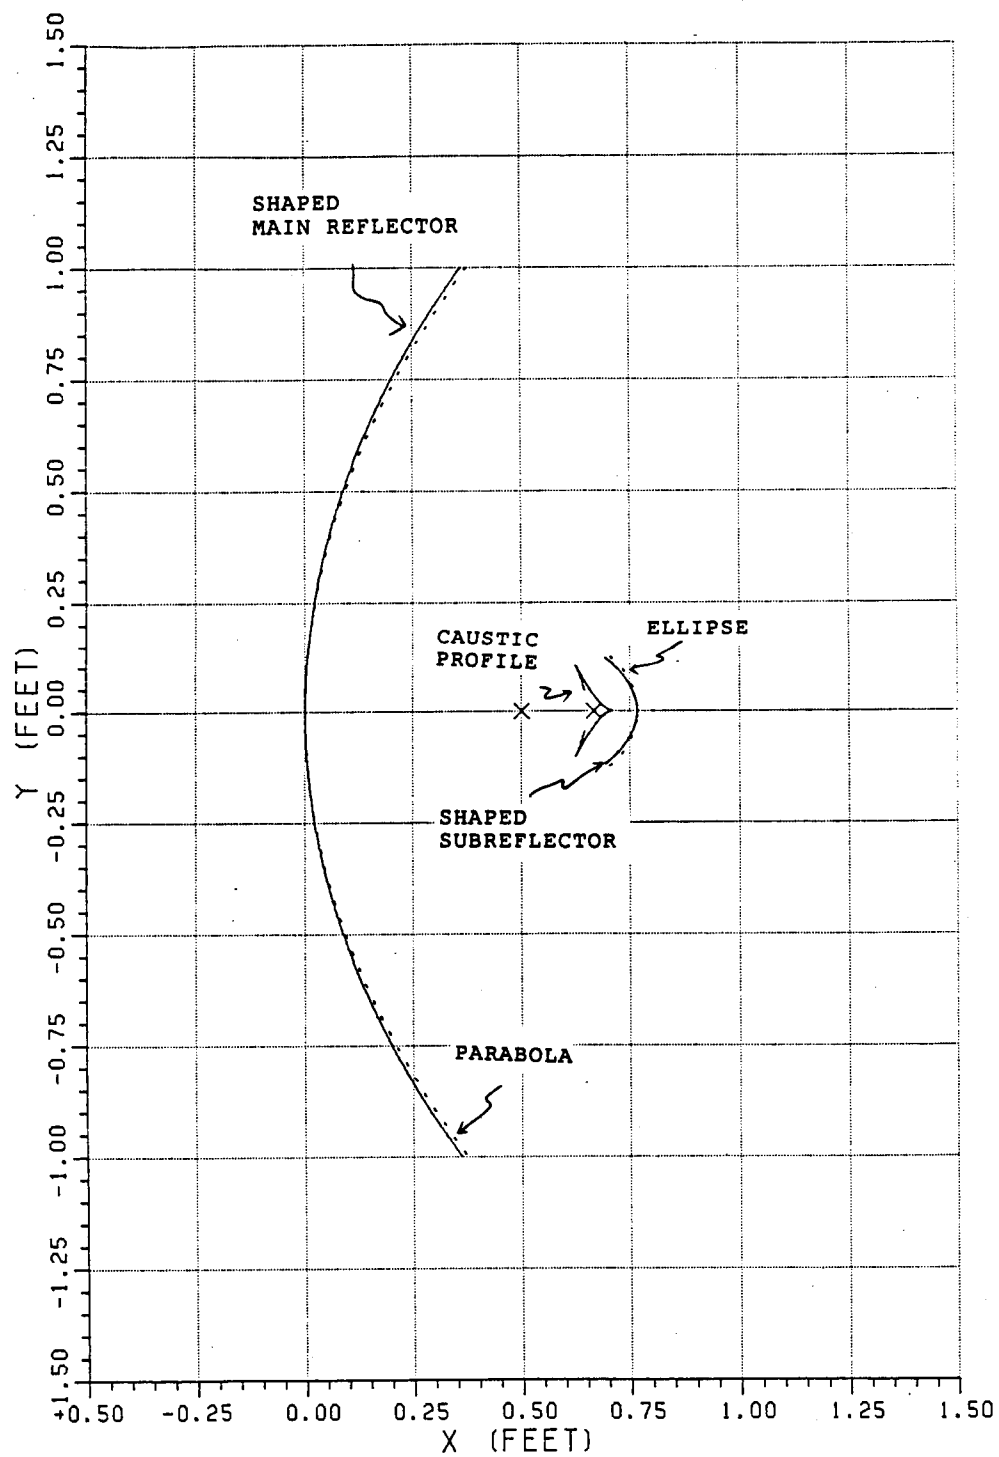 1.50
1.25
SHAPED
MAIN REFLECTOR
1.00
0.75
0.50
0.25
CAUSTIC
PROFILE
ELLIPSE
0.00
Y (FEET)
SHAPED
SUBREFLECTOR
-0.25
-0.50
-0.75
PARABOLA
-1.00
-1.25
-1.50
+0.50 -0.25 0.00 0.25 0.50 0.75 1.00 1.25 1.50
X (FEET)